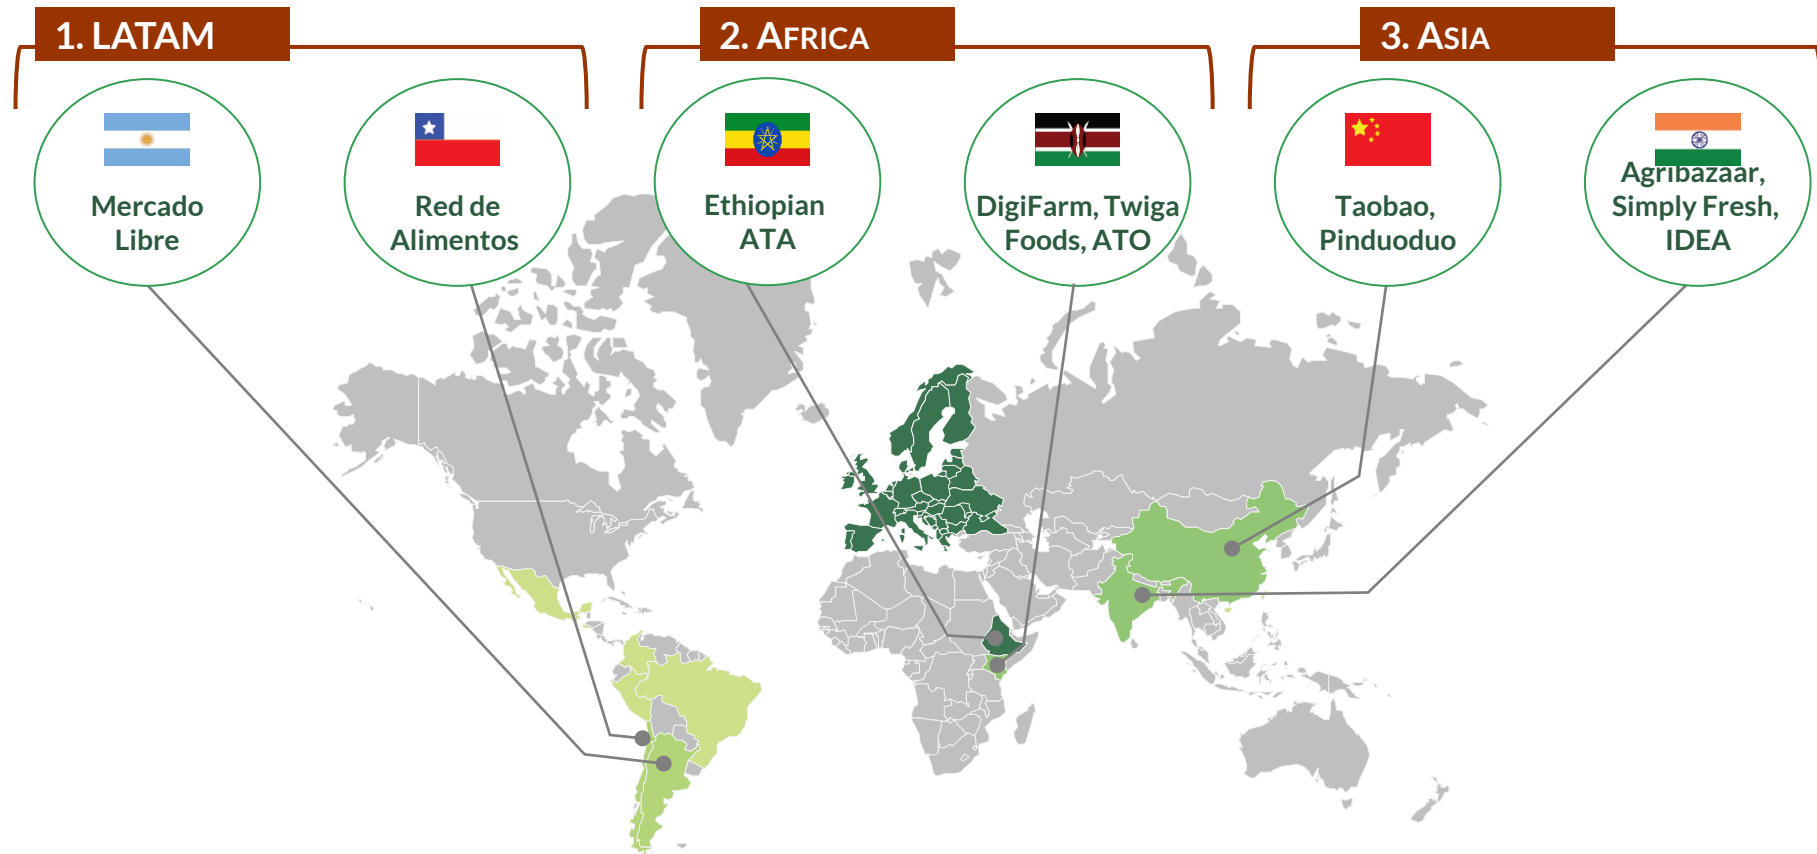 1. LATAM
2. AFRICA
3. ASIA
Mercado
Libre
Red de
Alimentos
Ethiopian
ATA
DigiFarm, Twiga
Foods, ATO
Taobao,
Pinduoduo
Agribazaar,
Simply Fresh,
IDEA